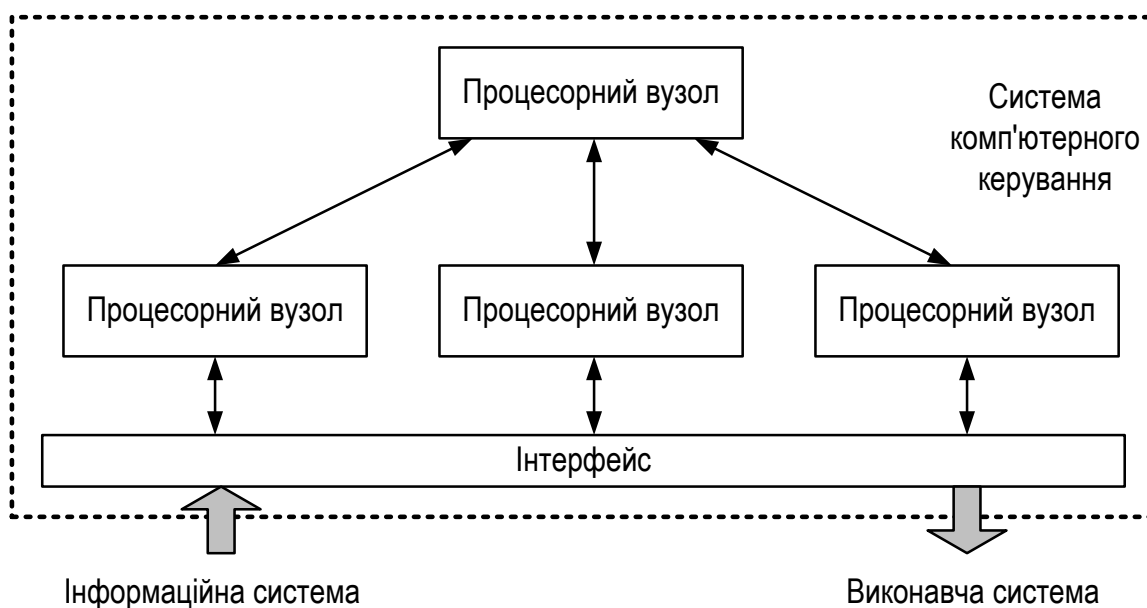 Процесорний вузол
Система
комп'ютерного
керування
Процесорний вузол
Процесорний вузол
Процесорний вузол
Інтерфейс
Інформаційна система
Виконавча система